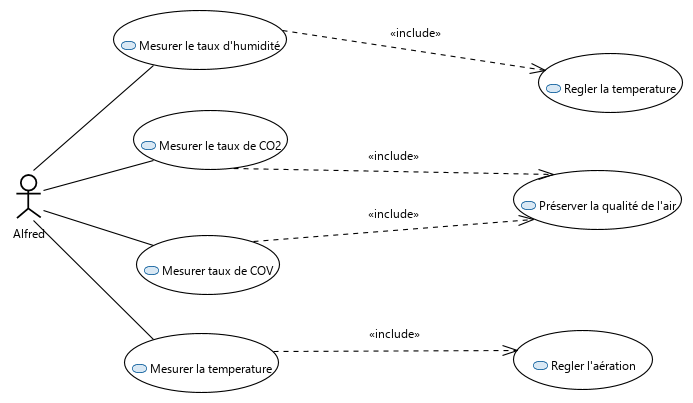 Mesurer le taux d'humidité
«include»
Regler la temperature
Mesurer le taux de CO2
«include»
Préserver la qualité de l'air
«include»
Alfred
Mesurer taux de COV
«include»
Mesurer la temperature
Regler l'aération